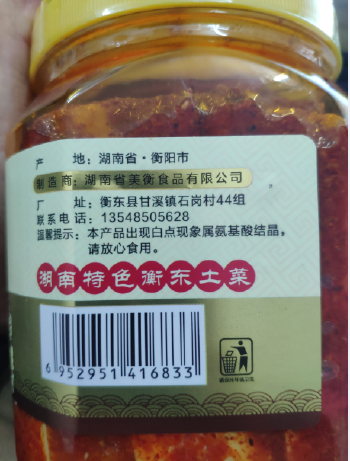 产 地：湖南省·衡阳市
制造商：湖南省美衡食品有限公司
厂 址：衡东县甘溪镇石岗村44组
联系电话：13548505628
温馨提示：本产品出现白点现象属氨基酸结晶，
请放心食用。
湖南特色衡东土菜
6 952951 416833